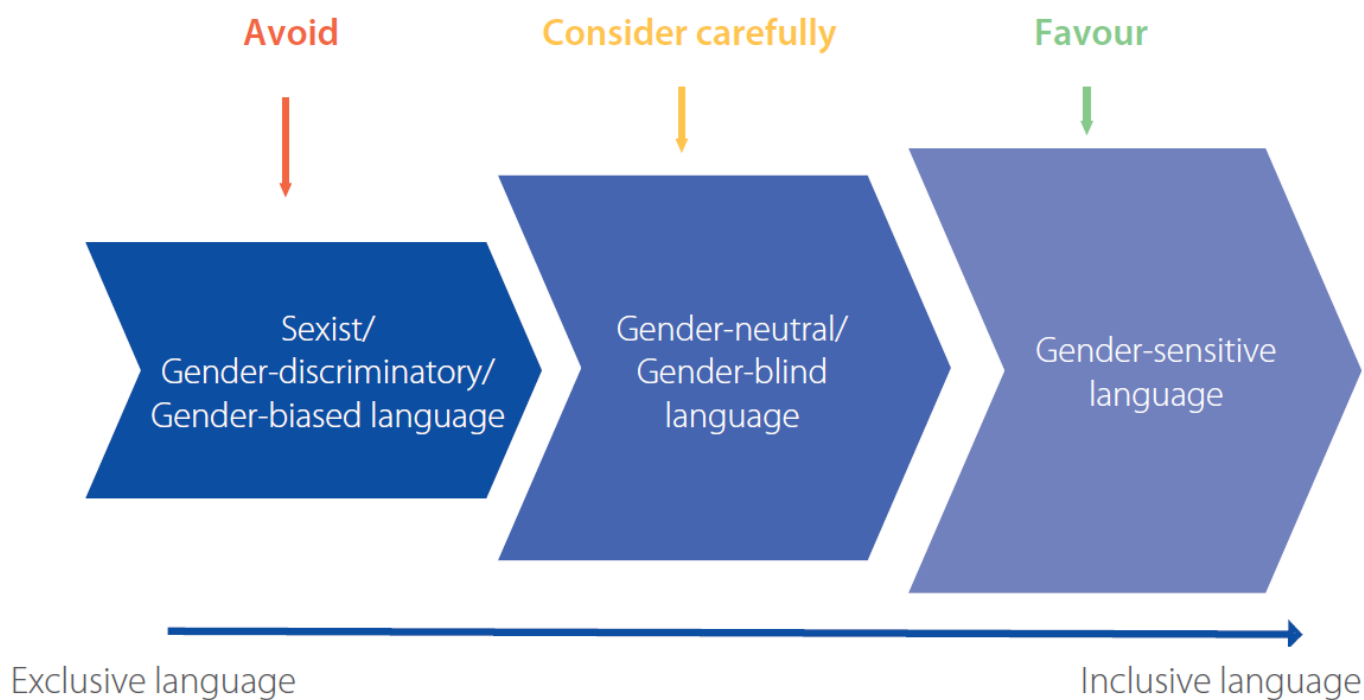 Avoid
Consider carefully
Favour
Sexist/
Gender-discriminatory/
Gender-biased language
Gender-neutral/
Gender-blind
language
Gender-sensitive
language
Exclusive language
Inclusive language